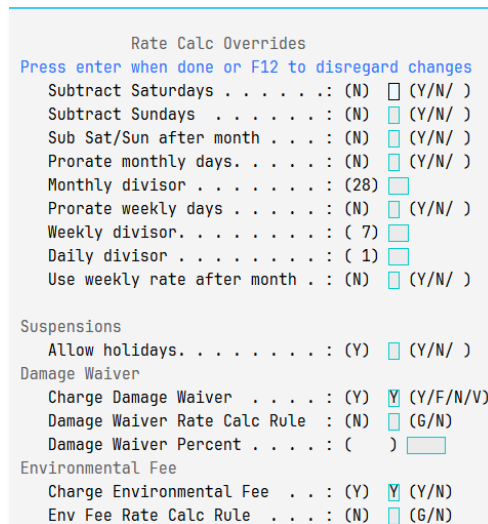 Rate Calc Overrides
Press enter when done or F12 to disregard changes
Subtract Saturdays . . . . . .: (N) (Y/N/ )
Subtract Sundays . . . . . . : (N) (Y/N/ )
Sub Sat/Sun after month . . . : (N) (Y/N/ )
Prorate monthly days. . . . . : (N) (Y/N/ )
Monthly divisor . . . . . . . : (28)
Prorate weekly days . . . . . : (N) (Y/N/ )
Weekly divisor. . . . . . . . : ( 7)
Daily divisor . . . . . . . . : ( 1)
Use weekly rate after month . : (N) (Y/N/ )
Suspensions
Allow holidays. . . . . . . . : (Y) (Y/N/ )
Damage Waiver
Charge Damage Waiver . . . . : (Y) Y (Y/F/N/V)
Damage Waiver Rate Calc Rule : (N) (G/N)
Damage Waiver Percent . . . . : ( )
Environmental Fee
Charge Environmental Fee . . : (Y) Y (Y/N)
Env Fee Rate Calc Rule . . . : (N) (G/N)